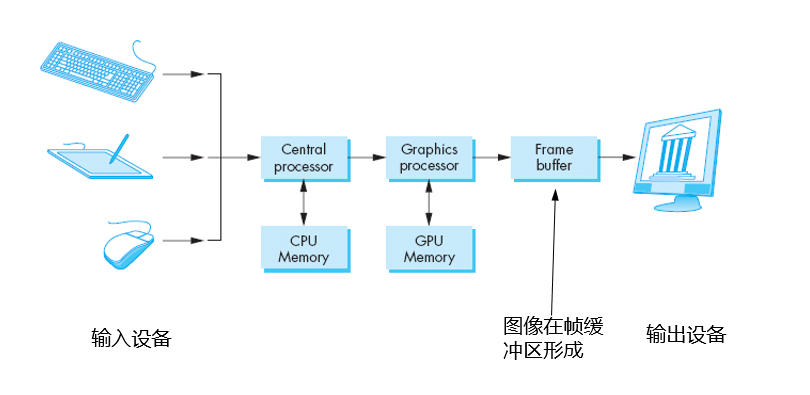 Central
processor
Graphics
processor
Frame
buffer
CPU
Memory
GPU
Memory
输入设备
图像在帧缓
冲区形成
输出设备